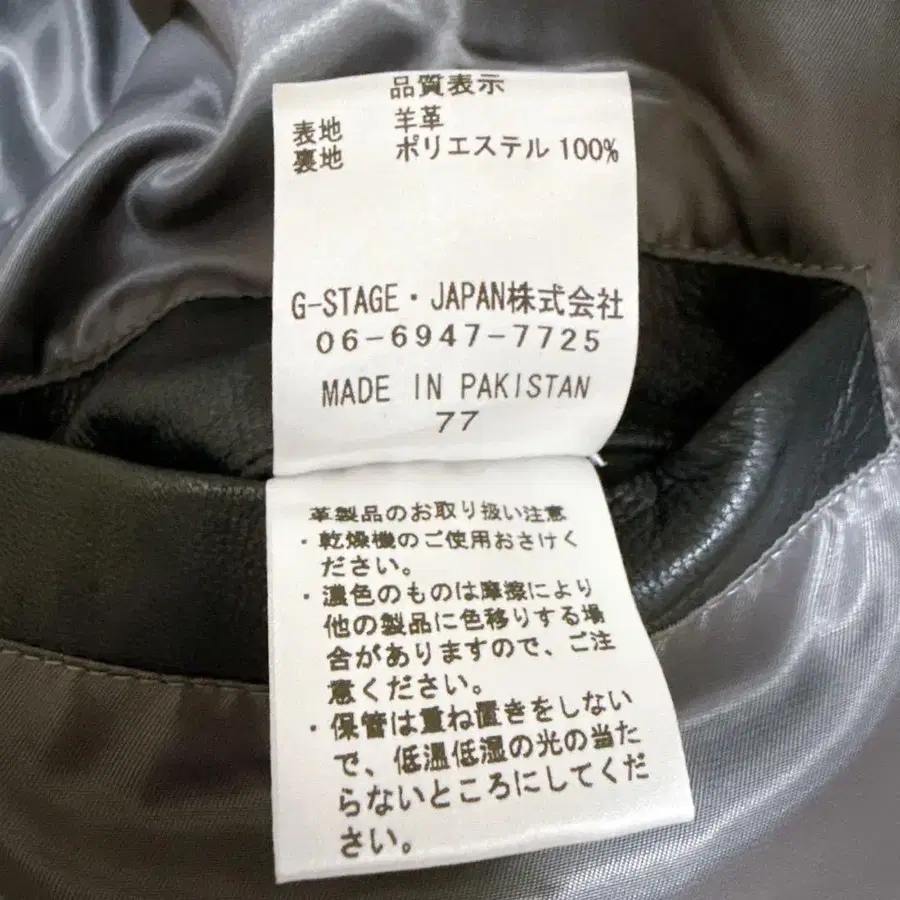 品質表示
表地 羊革
裏地 ポリエステル 100%
G-STAGE・JAPAN株式会社
06-6947-7725
MADE IN PAKISTAN
77
革製品のお取り扱い注意
・乾燥機のご使用おさけく
ださい。
・濃色のものは摩擦により
他の製品に色移りする場
合がありますので、ご注
意ください。
・保管は重ね置きをしない
で、低温低湿の光の当た
らないところにしてくだ
さい。